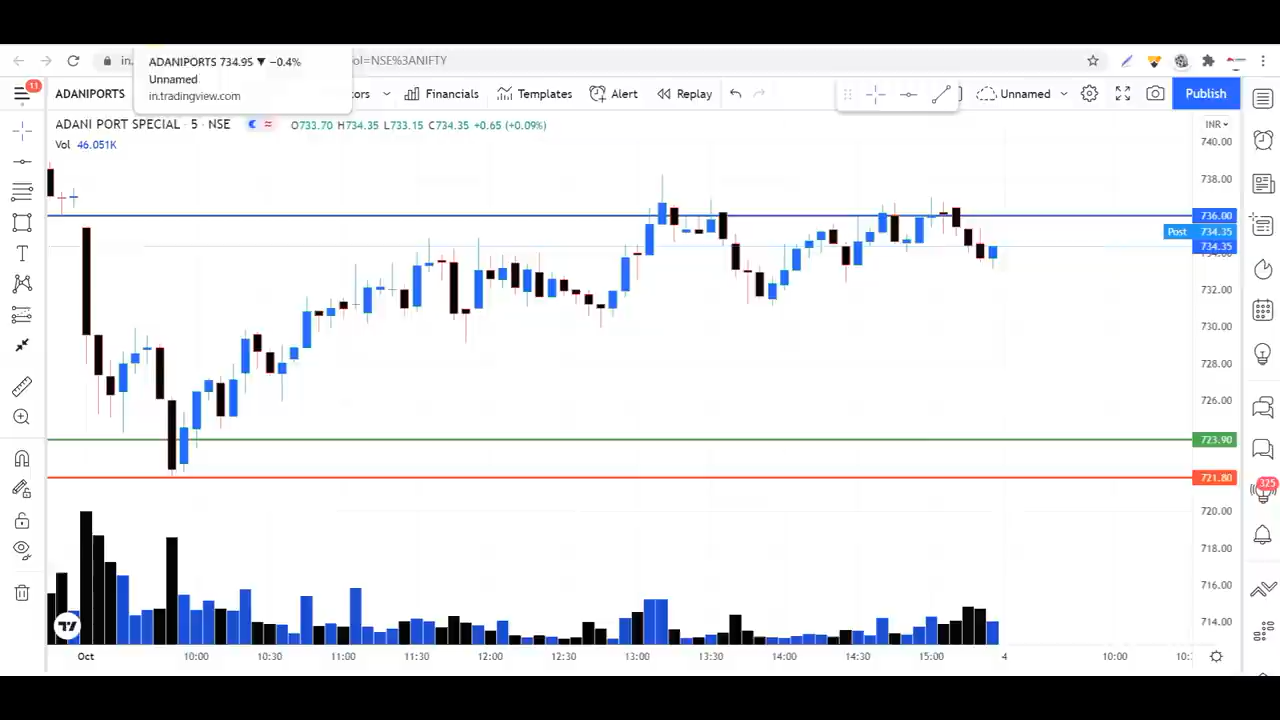 in.
ADANIPORTS 734.95 ▼ −0.4%
ol=NSE%3ANIFTY
Unnamed
in.tradingview.com
11
ADANIPORTS
ors
Financials
Templates
Alert
Replay
Unnamed
Publish
ADANI PORT SPECIAL · 5 · NSE
O733.70 H734.35 L733.15 C734.35 +0.65 (+0.09%)
INR
Vol 46.051K
740.00
738.00
736.00
Post 734.35
734.35
732.00
730.00
728.00
726.00
723.90
721.80
720.00
718.00
716.00
714.00
325
Oct
10:00
10:30
11:00
11:30
12:00
12:30
13:00
13:30
14:00
14:30
15:00
4
10:00